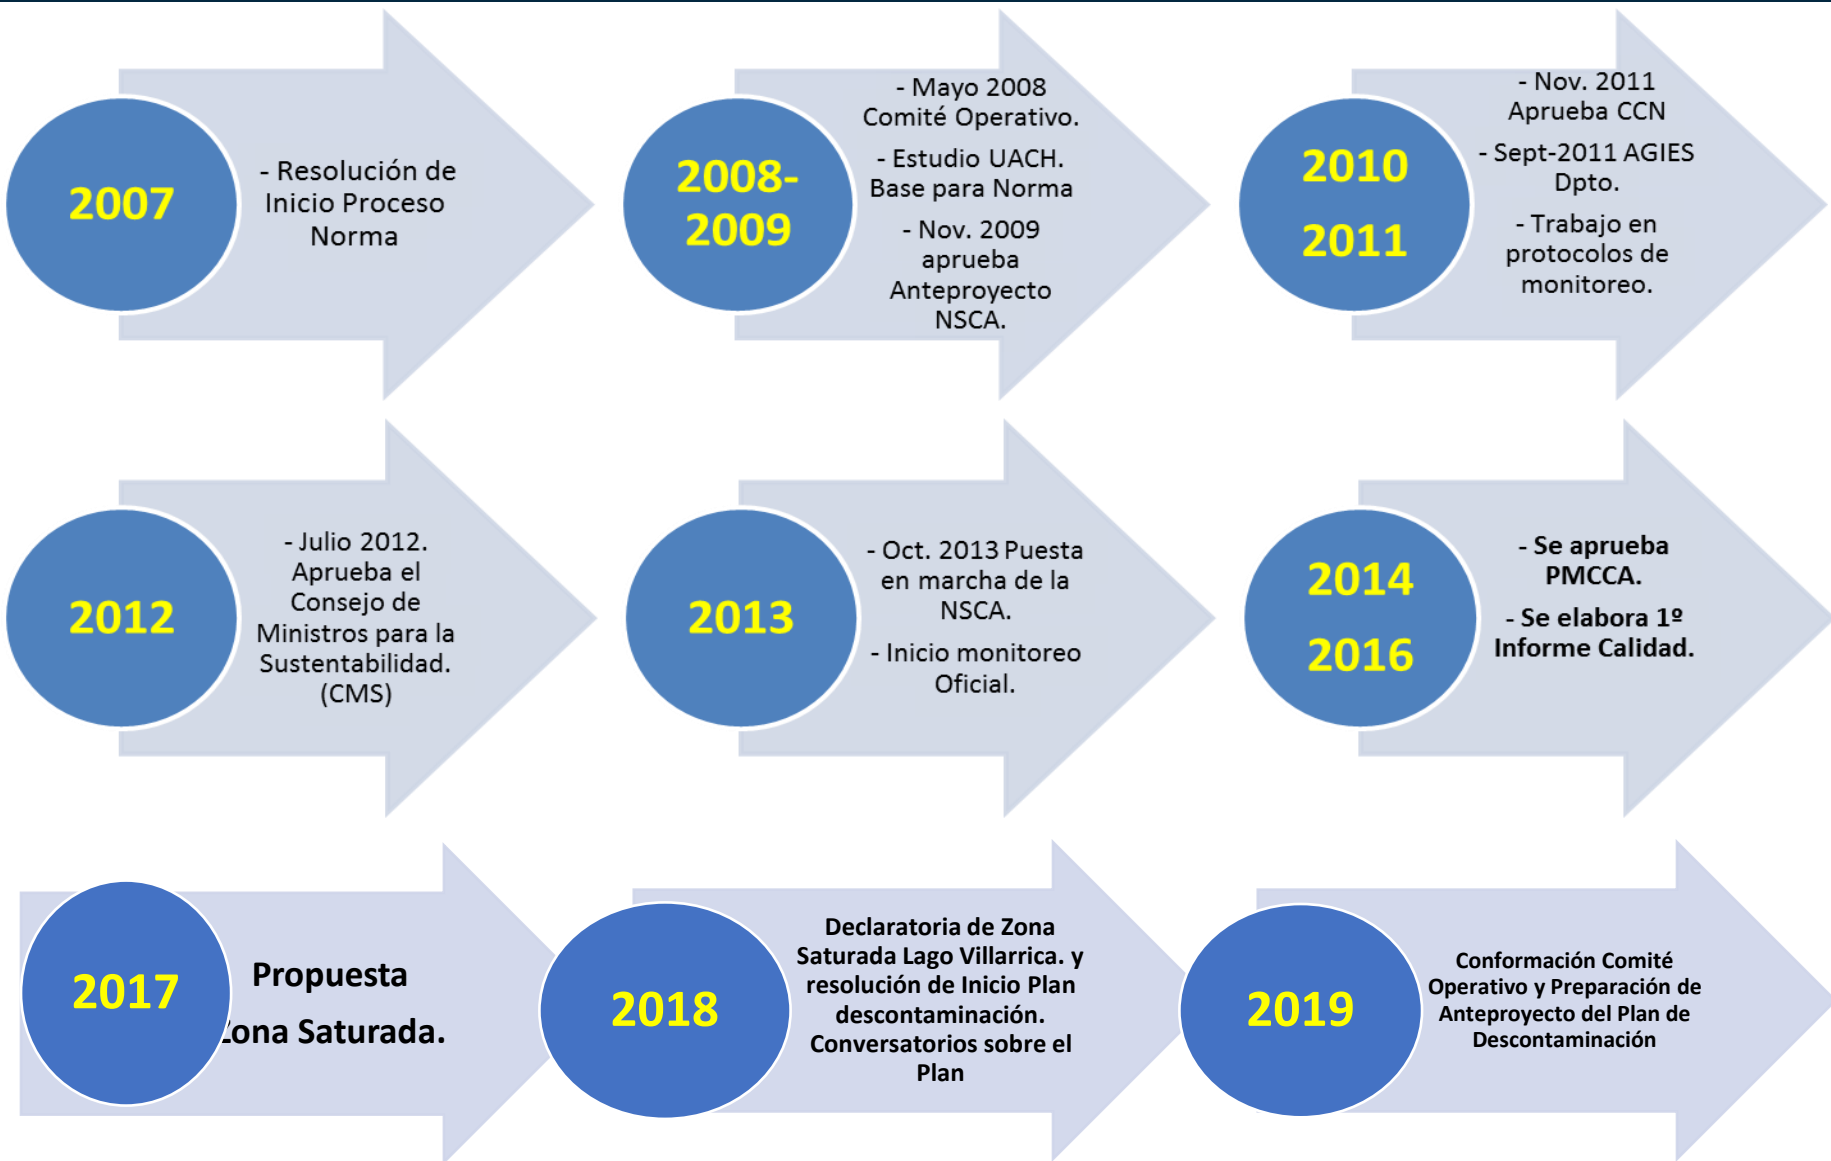 2007
- Resolución de
Inicio Proceso
Norma
2008-
2009
- Mayo 2008
Comité Operativo.
- Estudio UACH.
Base para Norma
- Nov. 2009
aprueba
Anteproyecto
NSCA.
2010
2011
- Nov. 2011
Aprueba CCN
- Sept-2011 AGIES
Dpto.
- Trabajo en
protocolos de
monitoreo.
2012
- Julio 2012.
Aprueba el
Consejo de
Ministros para la
Sustentabilidad.
(CMS)
2013
- Oct. 2013 Puesta
en marcha de la
NSCA.
- Inicio monitoreo
Oficial.
2014
2016
- Se aprueba
PMCCA.
- Se elabora 1º
Informe Calidad.
2017
Propuesta
Zona Saturada.
2018
Declaratoria de Zona
Saturada Lago Villarrica. y
resolución de Inicio Plan
descontaminación.
Conversatorios sobre el
Plan
2019
Conformación Comité
Operativo y Preparación de
Anteproyecto del Plan de
Descontaminación